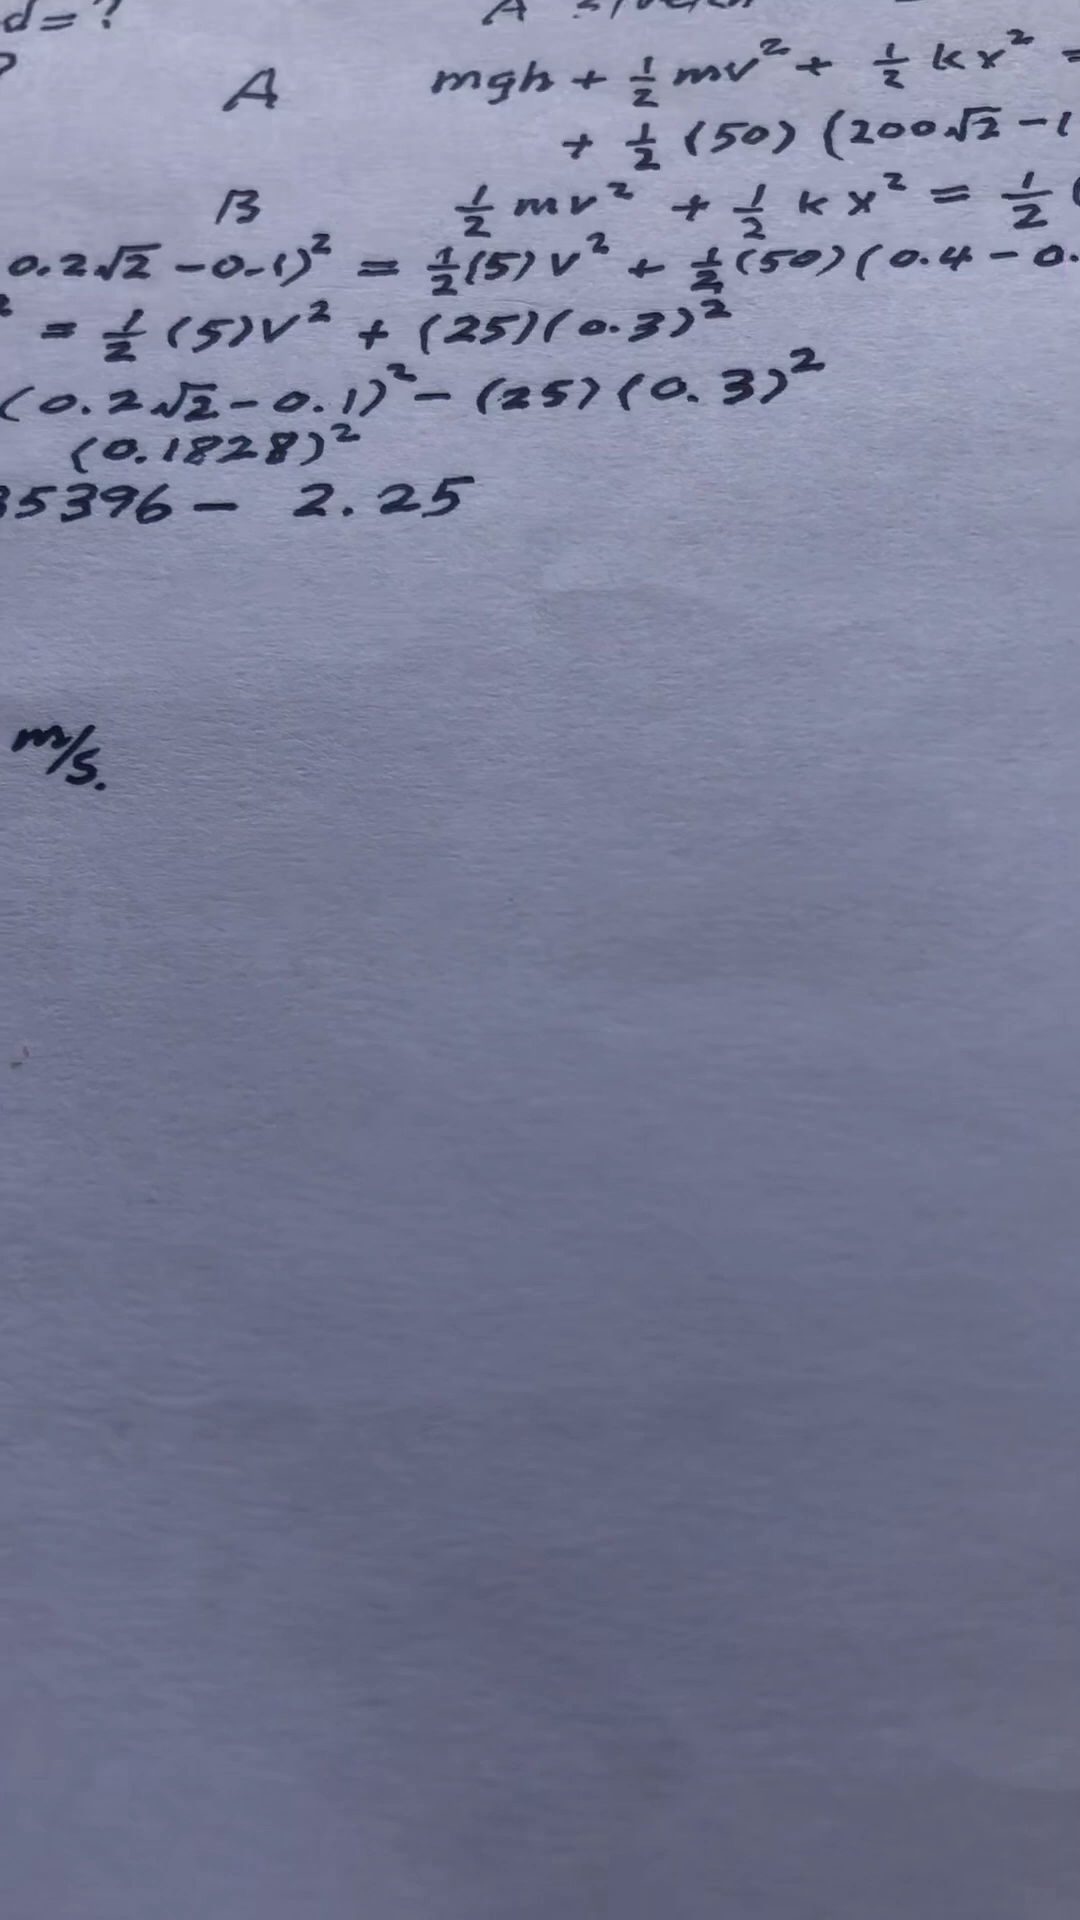 d = ?
A
?
A mgh + ½ mv² + ½ kx² =
+ ½ (50) (200√2 - 1
B ½ mv² + ½ kx² = ½ (
0.2√2 - 0.1)² = ½(5)v² + ½(50)(0.4 - 0.
² = ½ (5)v² + (25)(0.3)²
(0.2√2 - 0.1)² - (25)(0.3)²
(0.1828)²
35396 - 2.25
m/s.